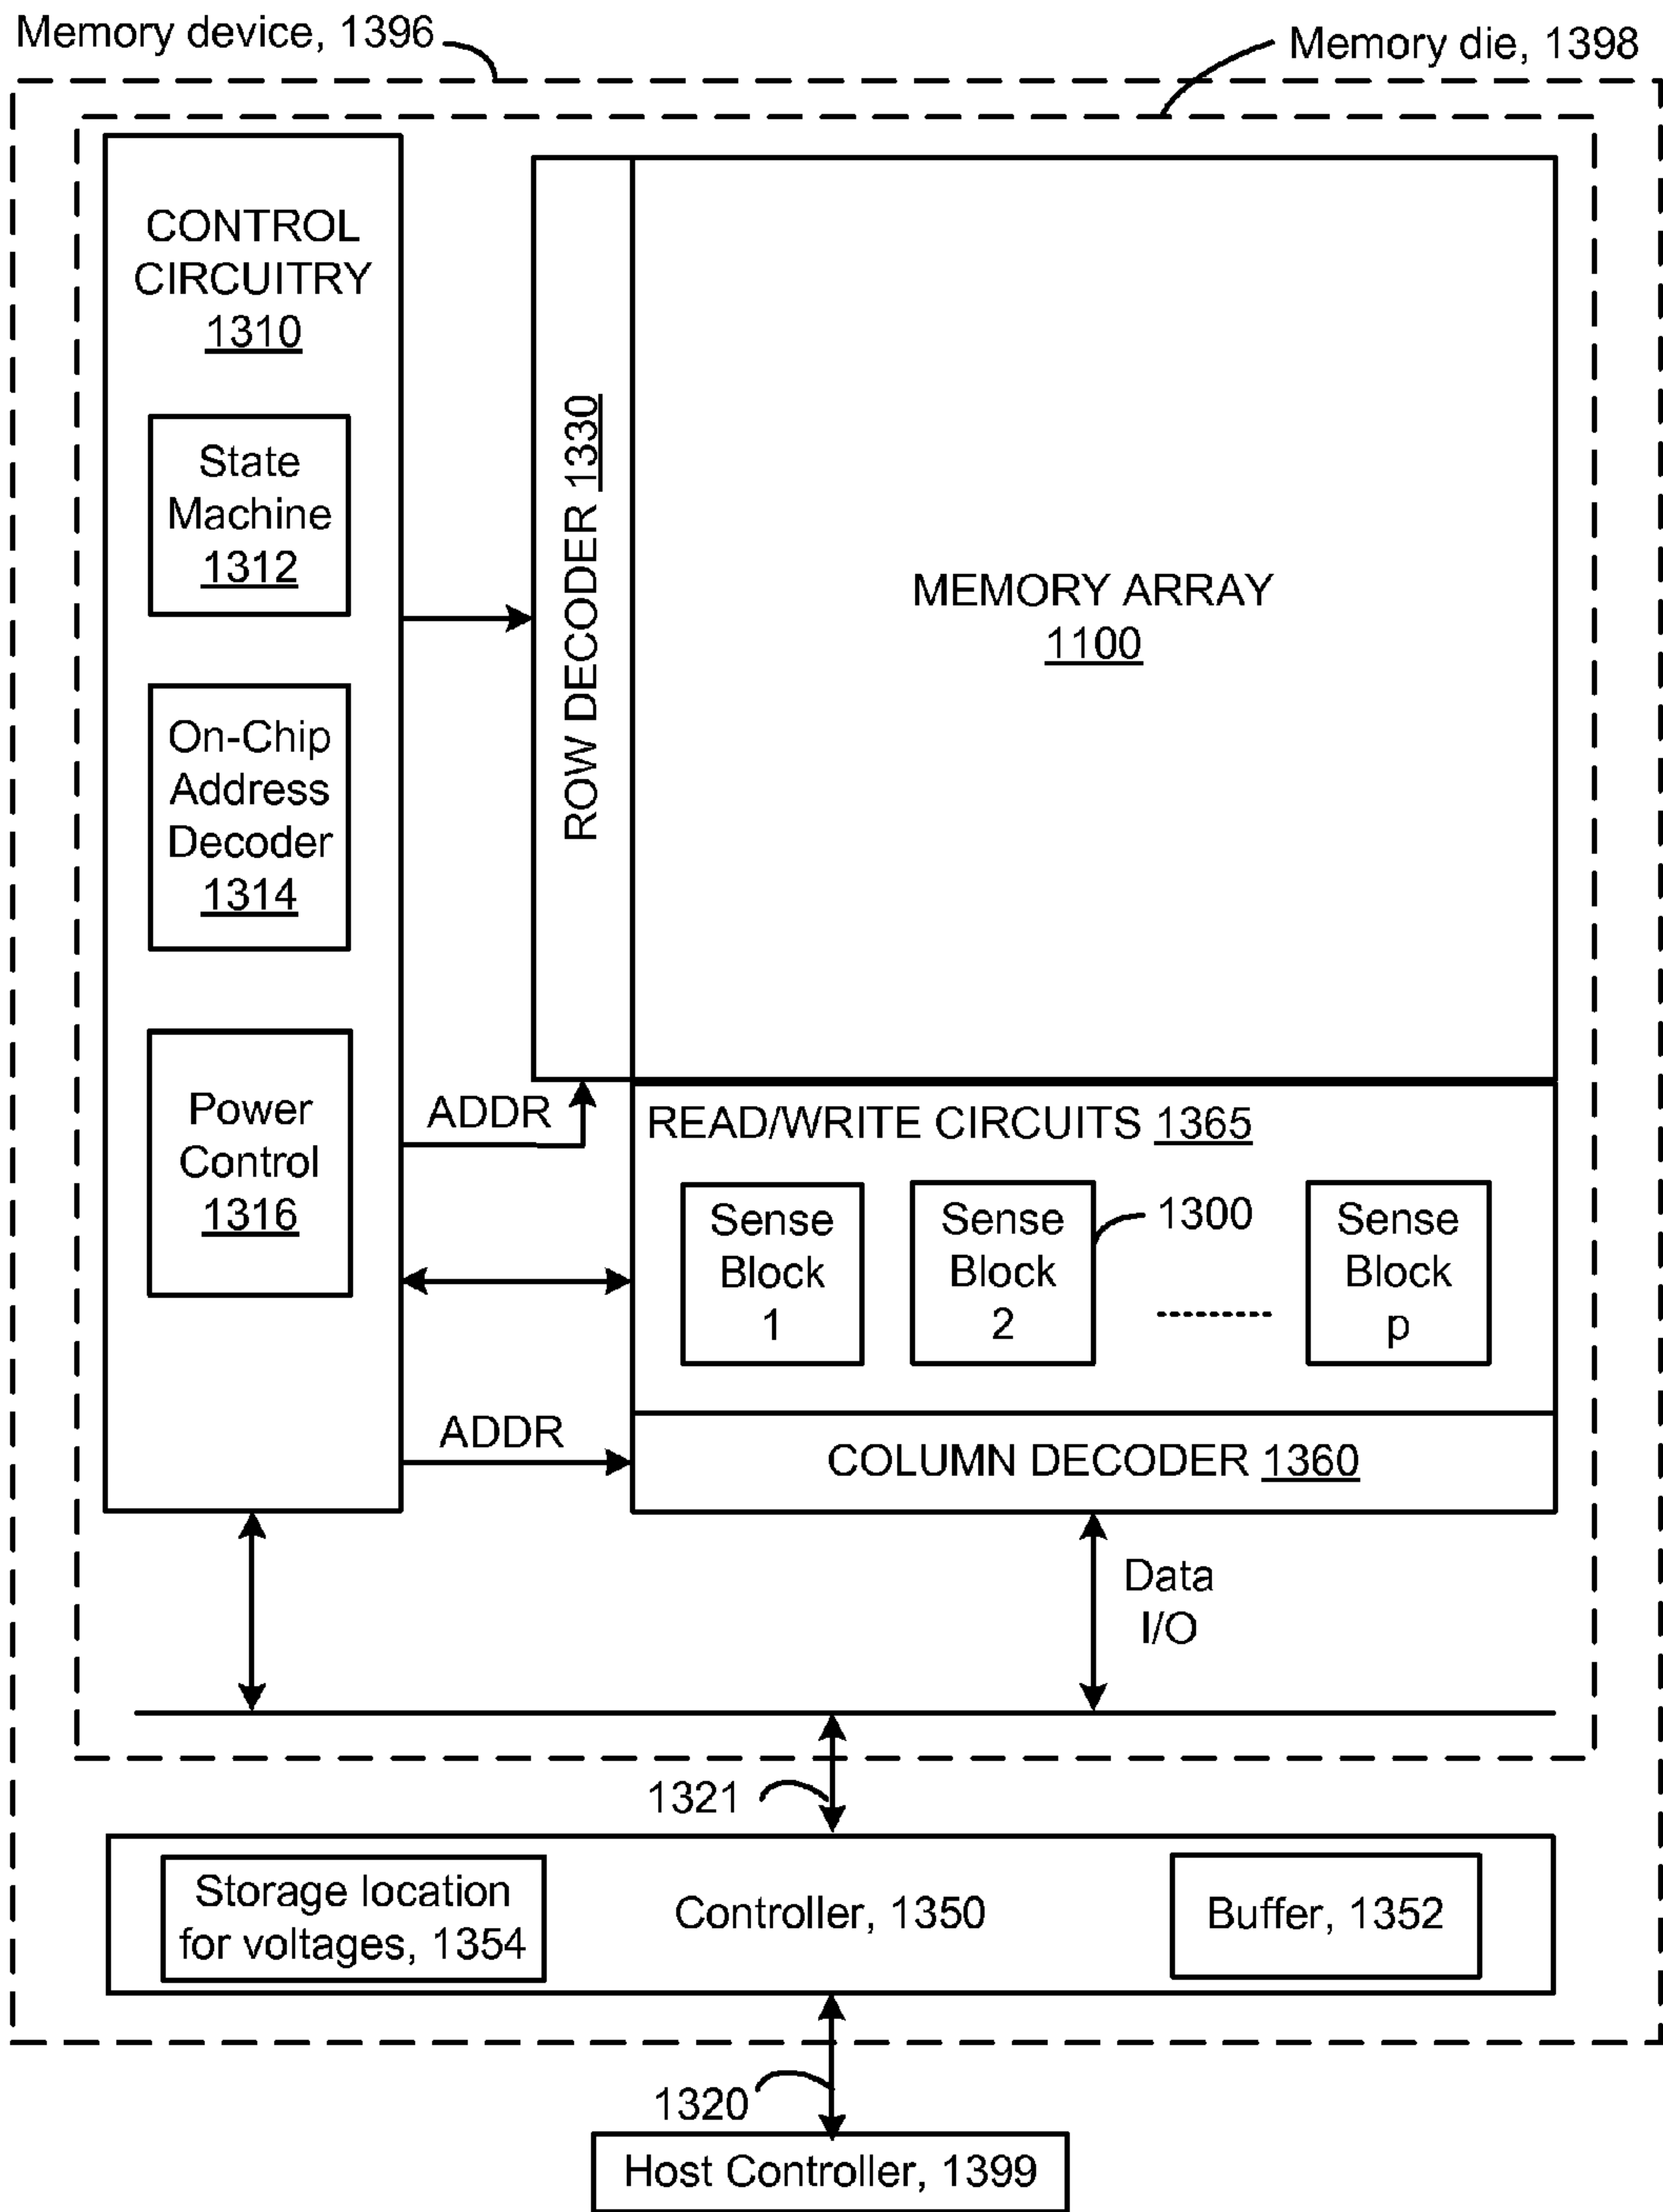 Memory device, 1396
Memory die, 1398
CONTROL
CIRCUITRY
1310
State
Machine
1312
On-Chip
Address
Decoder
1314
Power
Control
1316
ROW DECODER 1330
MEMORY ARRAY
1100
ADDR
READ/WRITE CIRCUITS 1365
Sense
Block
1
Sense
Block
2
1300
Sense
Block
p
ADDR
COLUMN DECODER 1360
Data
I/O
1321
Storage location
for voltages, 1354
Controller, 1350
Buffer, 1352
1320
Host Controller, 1399